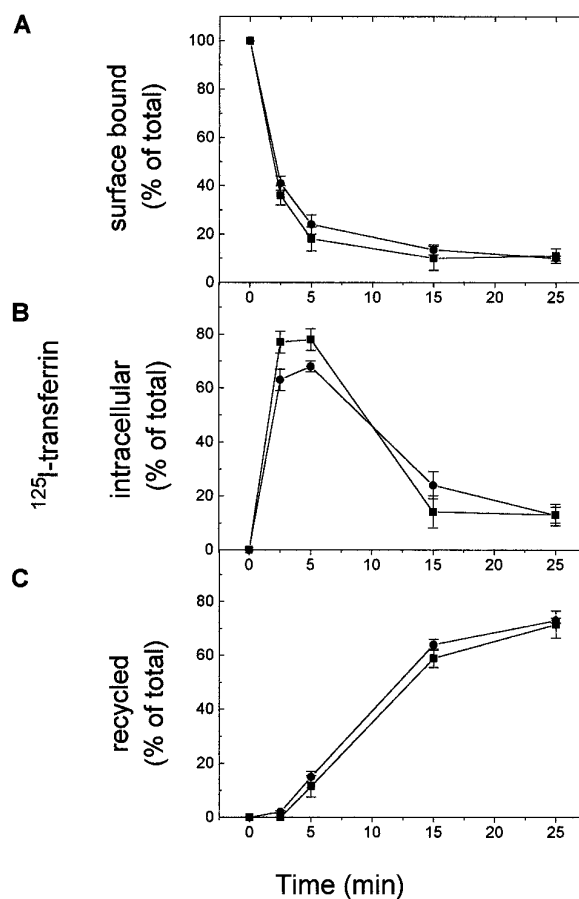 A
surface bound
(% of total)
100
80
60
40
20
0
0 5 10 15 20 25
B
125I-transferrin
intracellular
(% of total)
80
60
40
20
0
0 5 10 15 20 25
C
recycled
(% of total)
80
60
40
20
0
0 5 10 15 20 25
Time (min)